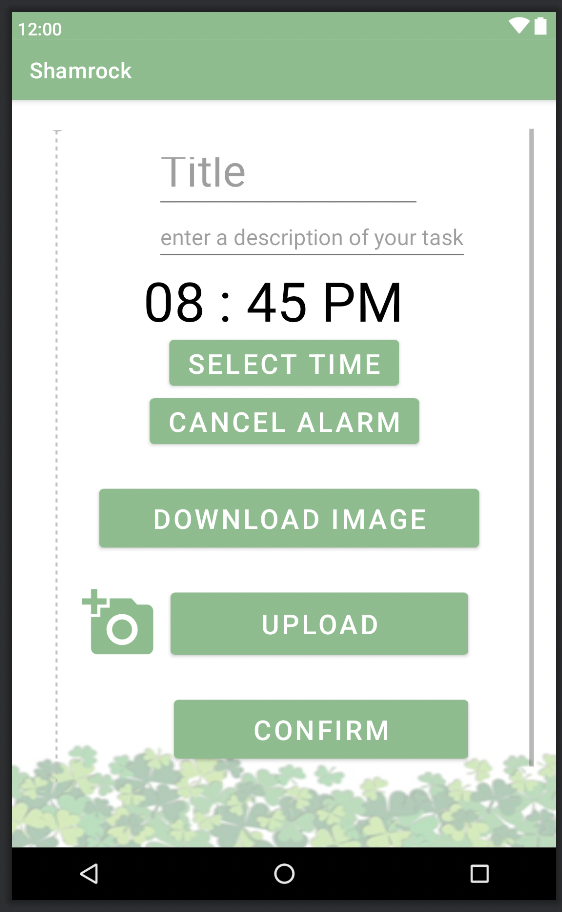 12:00
Shamrock
Title
enter a description of your task
08 : 45 PM
SELECT TIME
CANCEL ALARM
DOWNLOAD IMAGE
UPLOAD
CONFIRM